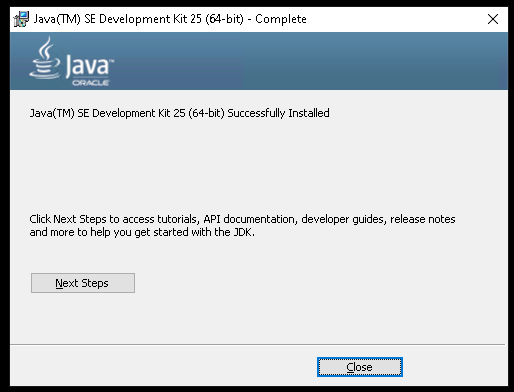 Java(TM) SE Development Kit 25 (64-bit) - Complete
Java™
ORACLE
Java(TM) SE Development Kit 25 (64-bit) Successfully Installed
Click Next Steps to access tutorials, API documentation, developer guides, release notes
and more to help you get started with the JDK.
Next Steps
Close